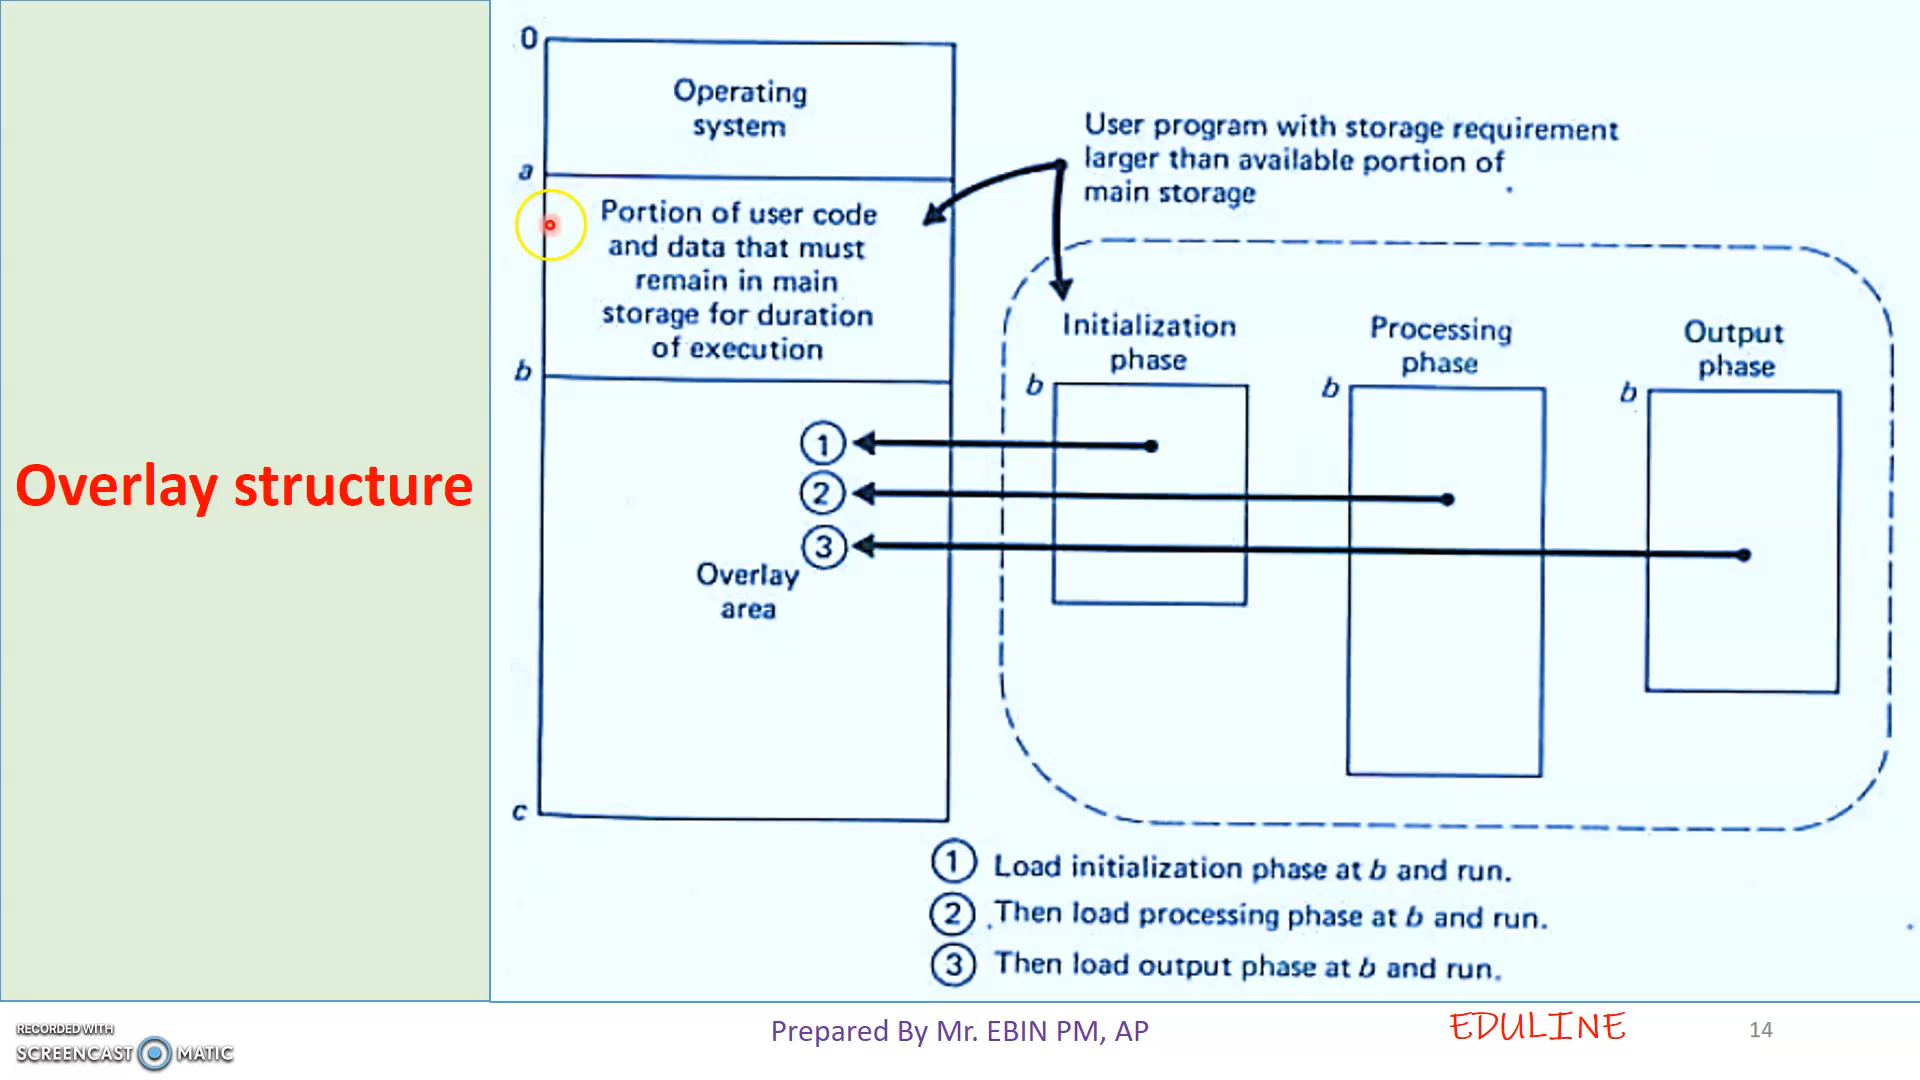 Overlay structure
0
Operating
system
a
Portion of user code
and data that must
remain in main
storage for duration
of execution
b
1
2
3
Overlay
area
c
User program with storage requirement
larger than available portion of
main storage
Initialization
phase
b
Processing
phase
b
Output
phase
b
1 Load initialization phase at b and run.
2 Then load processing phase at b and run.
3 Then load output phase at b and run.
RECORDED WITH
SCREENCAST MATIC
Prepared By Mr. EBIN PM, AP
EDULINE
14